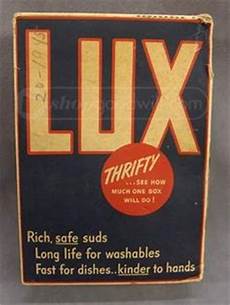 LUX
THRIFTY
...SEE HOW
MUCH ONE BOX
WILL DO!
Rich, safe suds
Long life for washables
Fast for dishes..kinder to hands